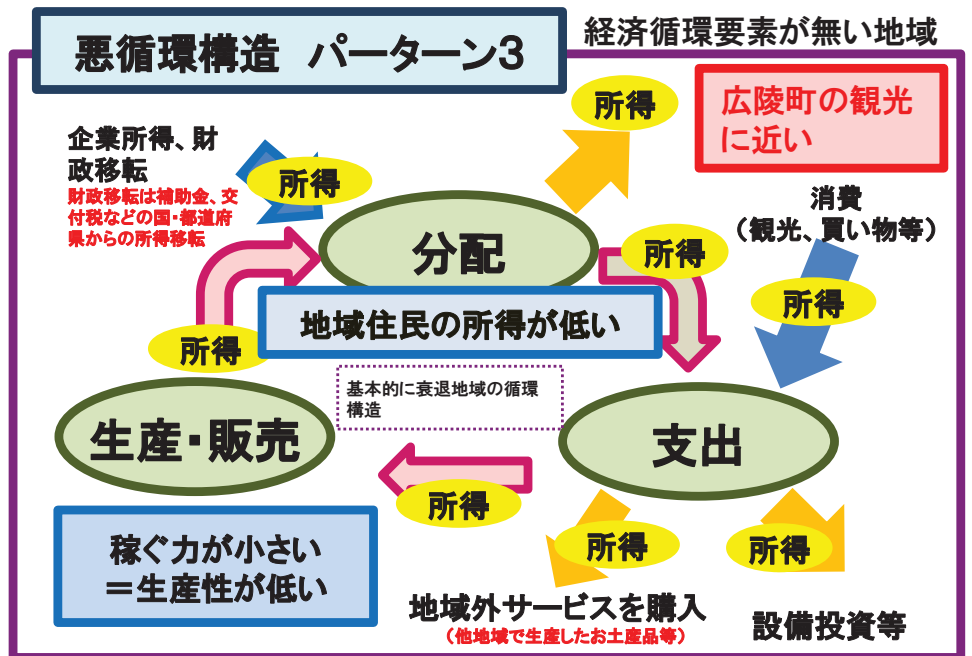 悪循環構造 パーターン3
経済循環要素が無い地域
広陵町の観光
に近い
企業所得、財
政移転
財政移転は補助金、交
付税などの国・都道府
県からの所得移転
所得
所得
消費
(観光、買い物等)
分配
所得
所得
地域住民の所得が低い
所得
基本的に衰退地域の循環
構造
生産・販売
支出
所得
稼ぐ力が小さい
＝生産性が低い
所得
所得
地域外サービスを購入
(他地域で生産したお土産品等)
設備投資等